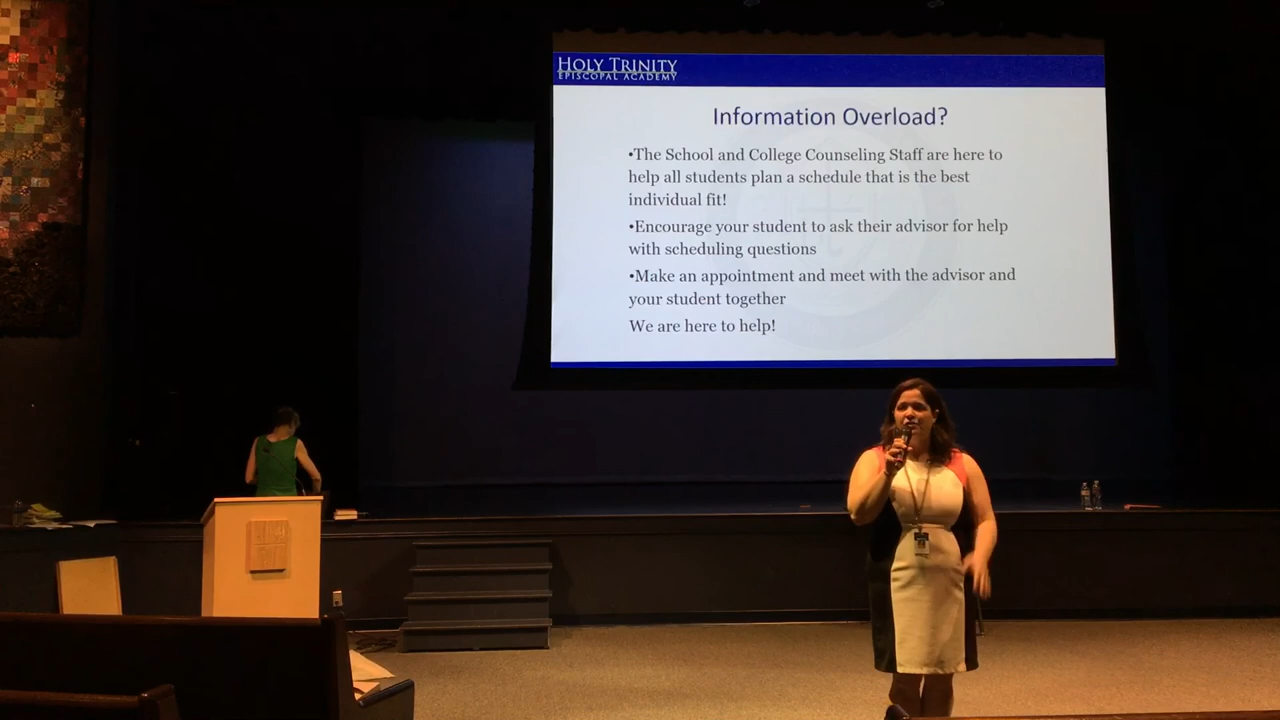 HOLY TRINITY
EPISCOPAL ACADEMY
Information Overload?
•The School and College Counseling Staff are here to
help all students plan a schedule that is the best
individual fit!
•Encourage your student to ask their advisor for help
with scheduling questions
•Make an appointment and meet with the advisor and
your student together
We are here to help!